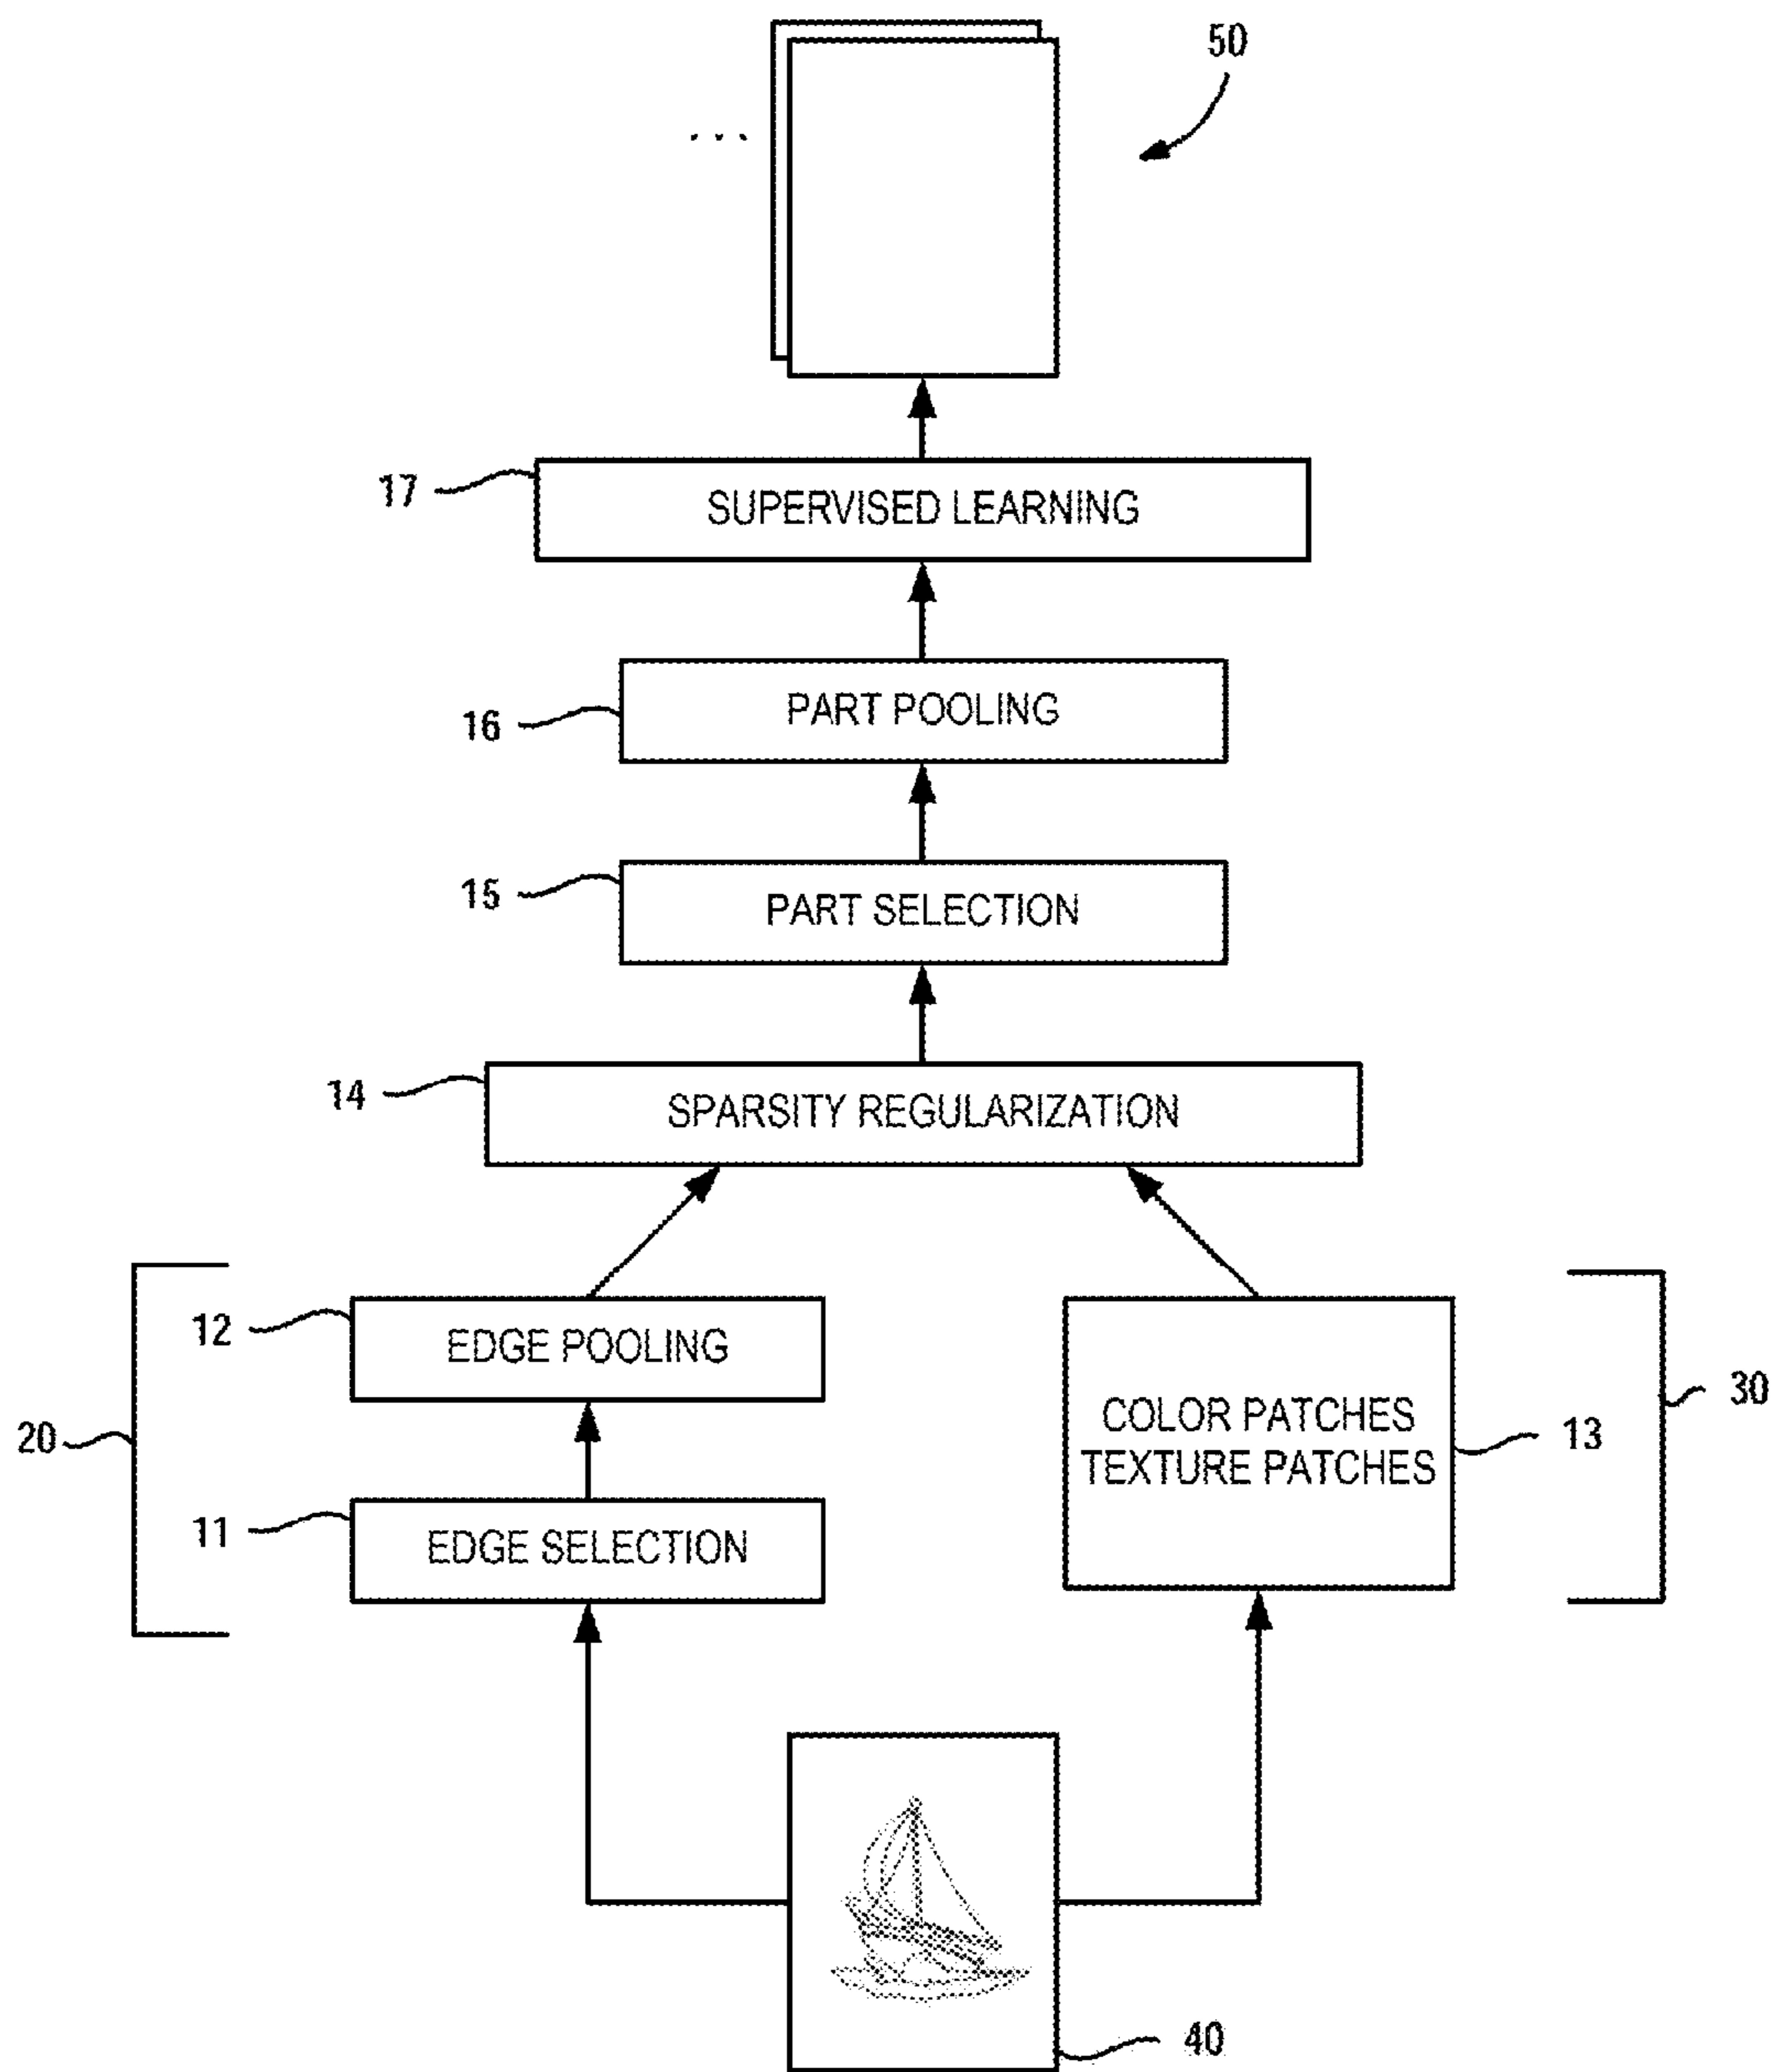 50
...
17
SUPERVISED LEARNING
16
PART POOLING
15
PART SELECTION
14
SPARSITY REGULARIZATION
12
EDGE POOLING
20
11
EDGE SELECTION
COLOR PATCHES
TEXTURE PATCHES
13
30
40